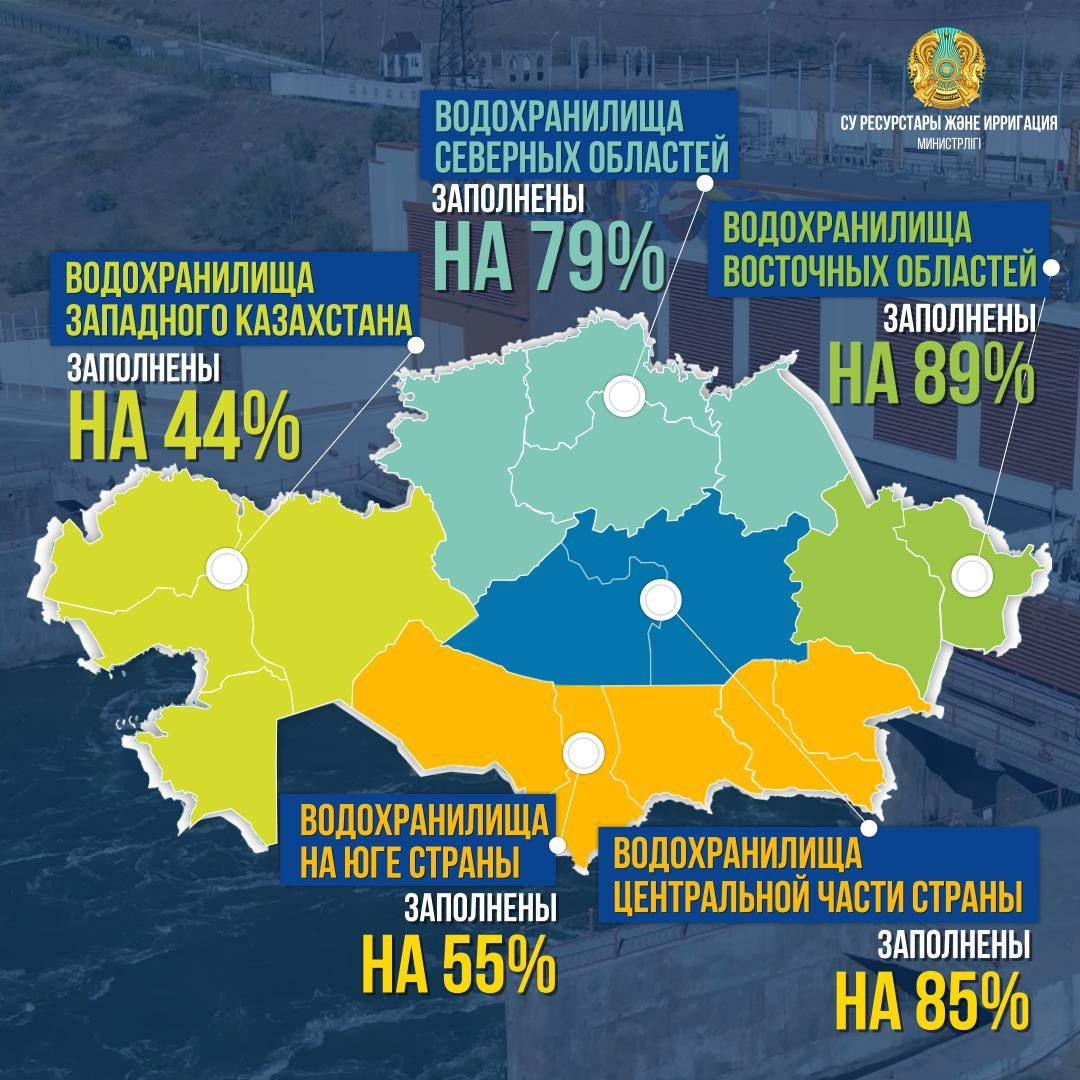 СУ РЕСУРСТАРЫ ЖӘНЕ ИРРИГАЦИЯ
МИНИСТРЛІГІ
ВОДОХРАНИЛИЩА
СЕВЕРНЫХ ОБЛАСТЕЙ
ЗАПОЛНЕНЫ
НА 79%
ВОДОХРАНИЛИЩА
ВОСТОЧНЫХ ОБЛАСТЕЙ
ЗАПОЛНЕНЫ
НА 89%
ВОДОХРАНИЛИЩА
ЗАПАДНОГО КАЗАХСТАНА
ЗАПОЛНЕНЫ
НА 44%
ВОДОХРАНИЛИЩА
НА ЮГЕ СТРАНЫ
ЗАПОЛНЕНЫ
НА 55%
ВОДОХРАНИЛИЩА
ЦЕНТРАЛЬНОЙ ЧАСТИ СТРАНЫ
ЗАПОЛНЕНЫ
НА 85%